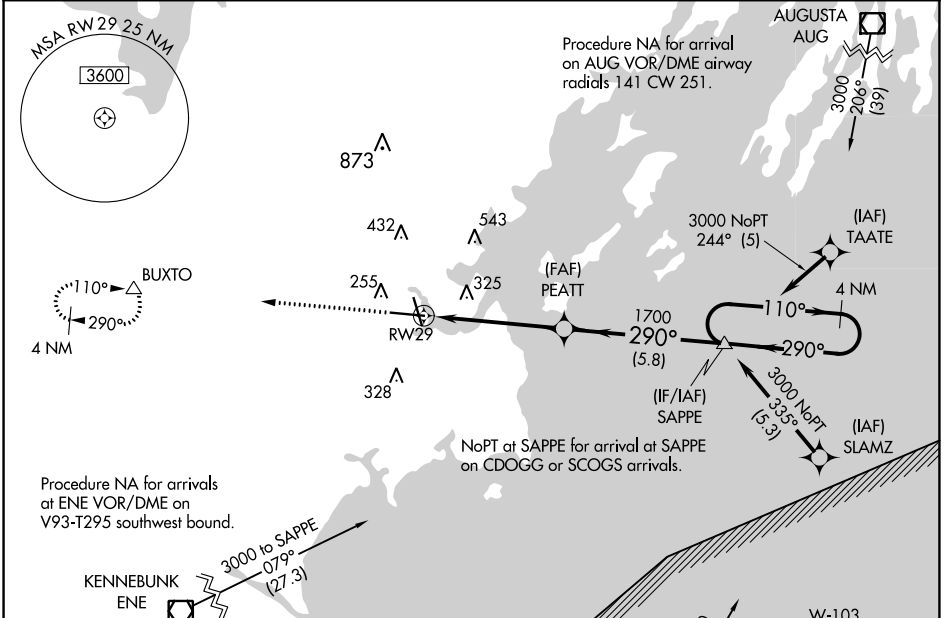 MSA RW 29 25 NM
3600
Procedure NA for arrival
on AUG VOR/DME airway
radials 141 CW 251.
AUGUSTA
AUG
3000
206°
(39)
873
432
543
255
325
328
RW29
110°
BUXTO
290°
4 NM
(FAF)
PEATT
3000 NoPT
244° (5)
(IAF)
TAATE
1700
290°
(5.8)
110°
4 NM
290°
(IF/IAF)
SAPPE
3000 NoPT
335°
(5.3)
(IAF)
SLAMZ
NoPT at SAPPE for arrival at SAPPE
on CDOGG or SCOGS arrivals.
Procedure NA for arrivals
at ENE VOR/DME on
V93-T295 southwest bound.
3000 to SAPPE
079°
(27.3)
KENNEBUNK
ENE
W-103